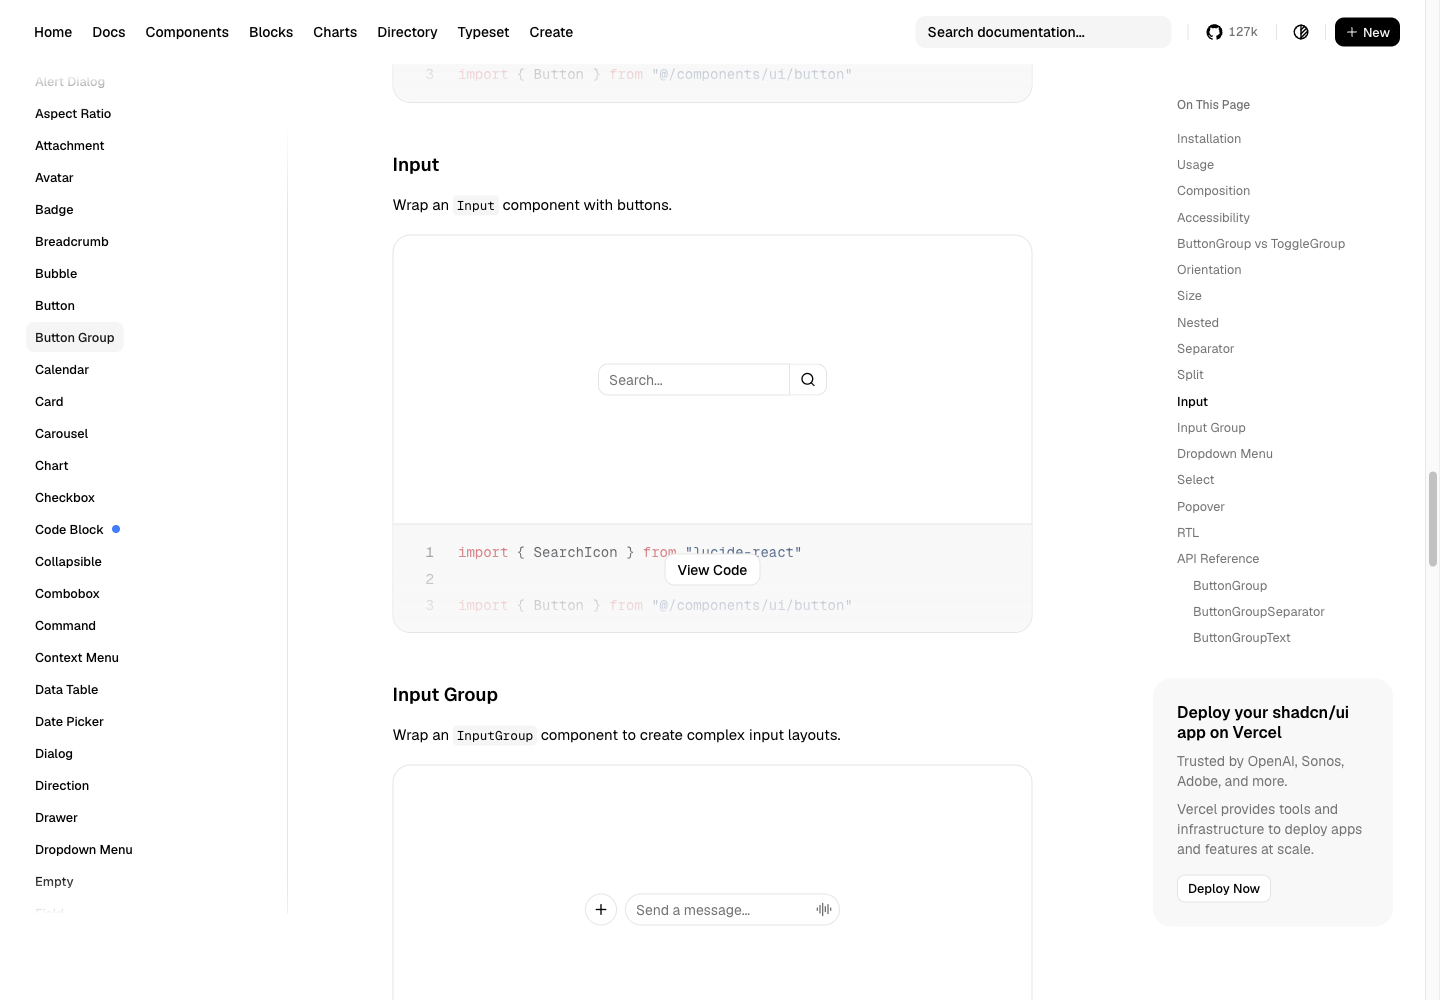 Home Docs Components Blocks Charts Directory Typeset Create
Search documentation...
127k
New
Alert Dialog
Aspect Ratio
Attachment
Avatar
Badge
Breadcrumb
Bubble
Button
Button Group
Calendar
Card
Carousel
Chart
Checkbox
Code Block
Collapsible
Combobox
Command
Context Menu
Data Table
Date Picker
Dialog
Direction
Drawer
Dropdown Menu
Empty
Field
3 import { Button } from "@/components/ui/button"
Input
Wrap an Input component with buttons.
Search...
1 import { SearchIcon } from "lucide-react"
2
View Code
3 import { Button } from "@/components/ui/button"
Input Group
Wrap an InputGroup component to create complex input layouts.
Send a message...
On This Page
Installation
Usage
Composition
Accessibility
ButtonGroup vs ToggleGroup
Orientation
Size
Nested
Separator
Split
Input
Input Group
Dropdown Menu
Select
Popover
RTL
API Reference
ButtonGroup
ButtonGroupSeparator
ButtonGroupText
Deploy your shadcn/ui
app on Vercel
Trusted by OpenAI, Sonos,
Adobe, and more.
Vercel provides tools and
infrastructure to deploy apps
and features at scale.
Deploy Now